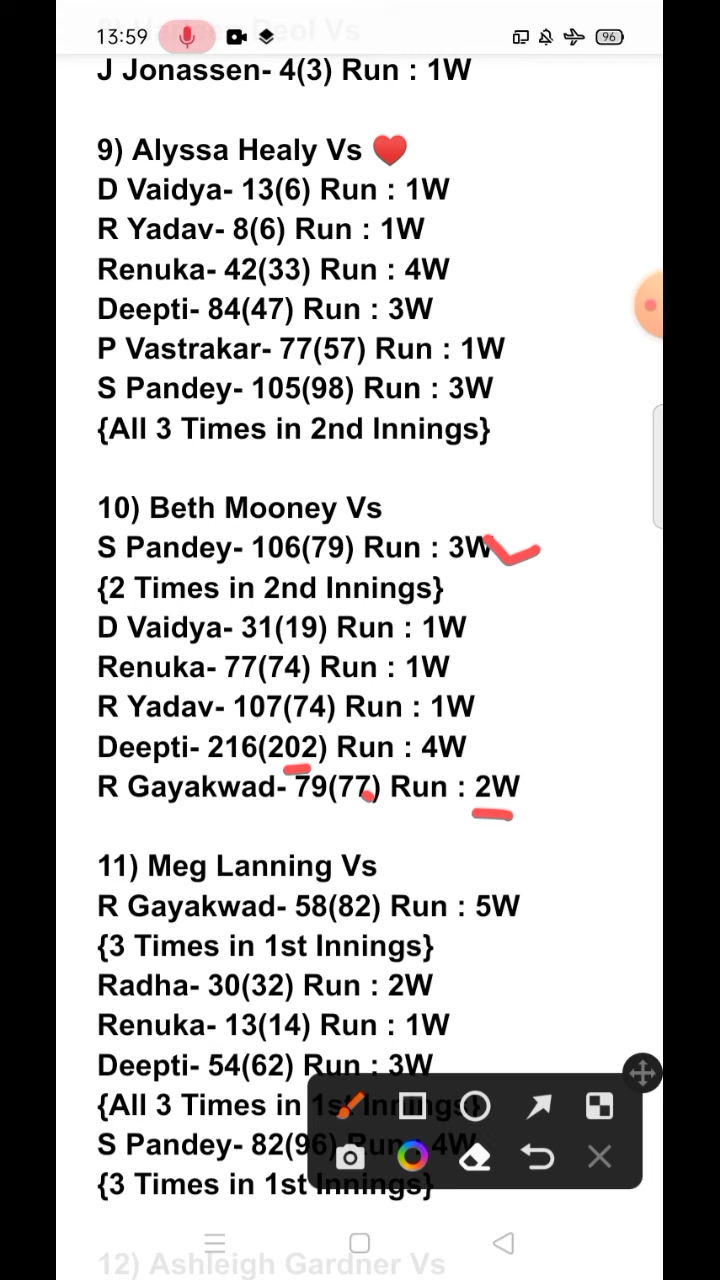 13:59
96
J Jonassen- 4(3) Run : 1W
9) Alyssa Healy Vs ❤️
D Vaidya- 13(6) Run : 1W
R Yadav- 8(6) Run : 1W
Renuka- 42(33) Run : 4W
Deepti- 84(47) Run : 3W
P Vastrakar- 77(57) Run : 1W
S Pandey- 105(98) Run : 3W
{All 3 Times in 2nd Innings}
10) Beth Mooney Vs
S Pandey- 106(79) Run : 3W
{2 Times in 2nd Innings}
D Vaidya- 31(19) Run : 1W
Renuka- 77(74) Run : 1W
R Yadav- 107(74) Run : 1W
Deepti- 216(202) Run : 4W
R Gayakwad- 79(77) Run : 2W
11) Meg Lanning Vs
R Gayakwad- 58(82) Run : 5W
{3 Times in 1st Innings}
Radha- 30(32) Run : 2W
Renuka- 13(14) Run : 1W
Deepti- 54(62) Run : 3W
{All 3 Times in 1st Innings}
S Pandey- 82(96) Run : 4W
{3 Times in 1st Innings}
12) Ashleigh Gardner Vs